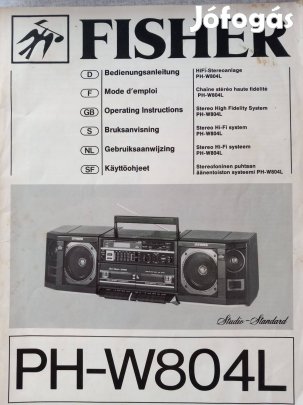 Jófogás
FISHER
D Bedienungsanleitung HiFi-Stereoanlage
PH-W804L
F Mode d'emploi Chaîne stéréo haute fidélité
PH-W804L
GB Operating Instructions Stereo High Fidelity System
PH-W804L
S Bruksanvisning Stereo Hi-Fi system
PH-W804L
NL Gebruiksaanwijzing Stereo Hi-Fi systeem
PH-W804L
SF Käyttöohjeet Stereofoninen puhtaan
äänentoiston systeemi PH-W804L
FISHER
FISHER
Studio-Standard
PH-W804L